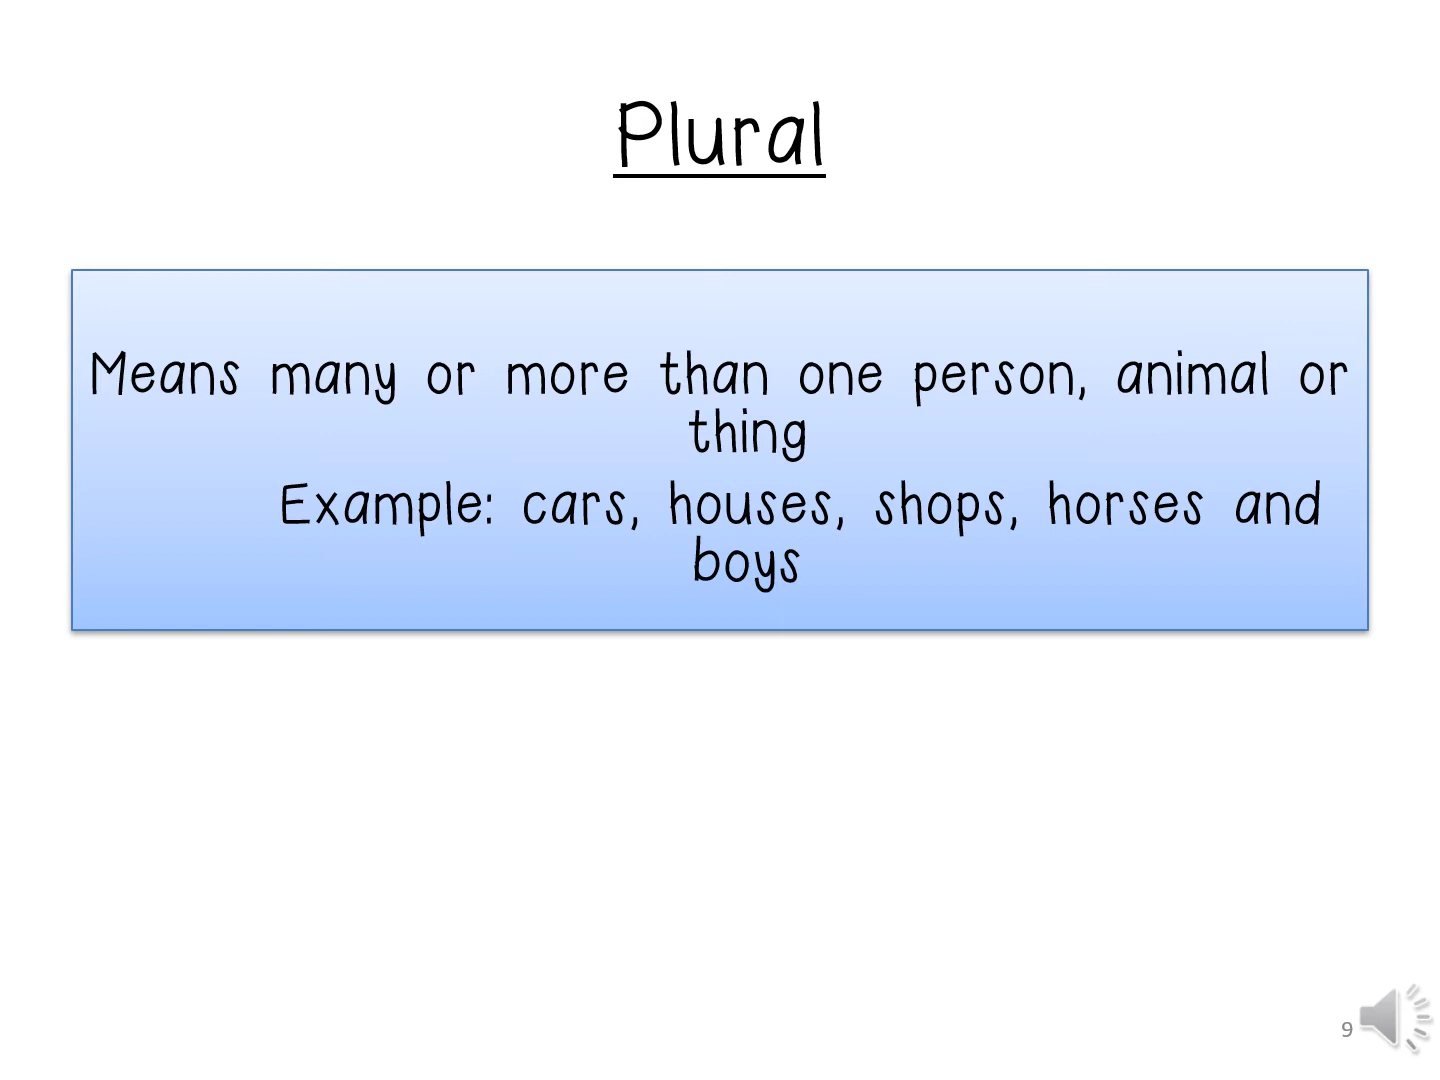 Plural
Means many or more than one person, animal or
thing
Example: cars, houses, shops, horses and
boys
9